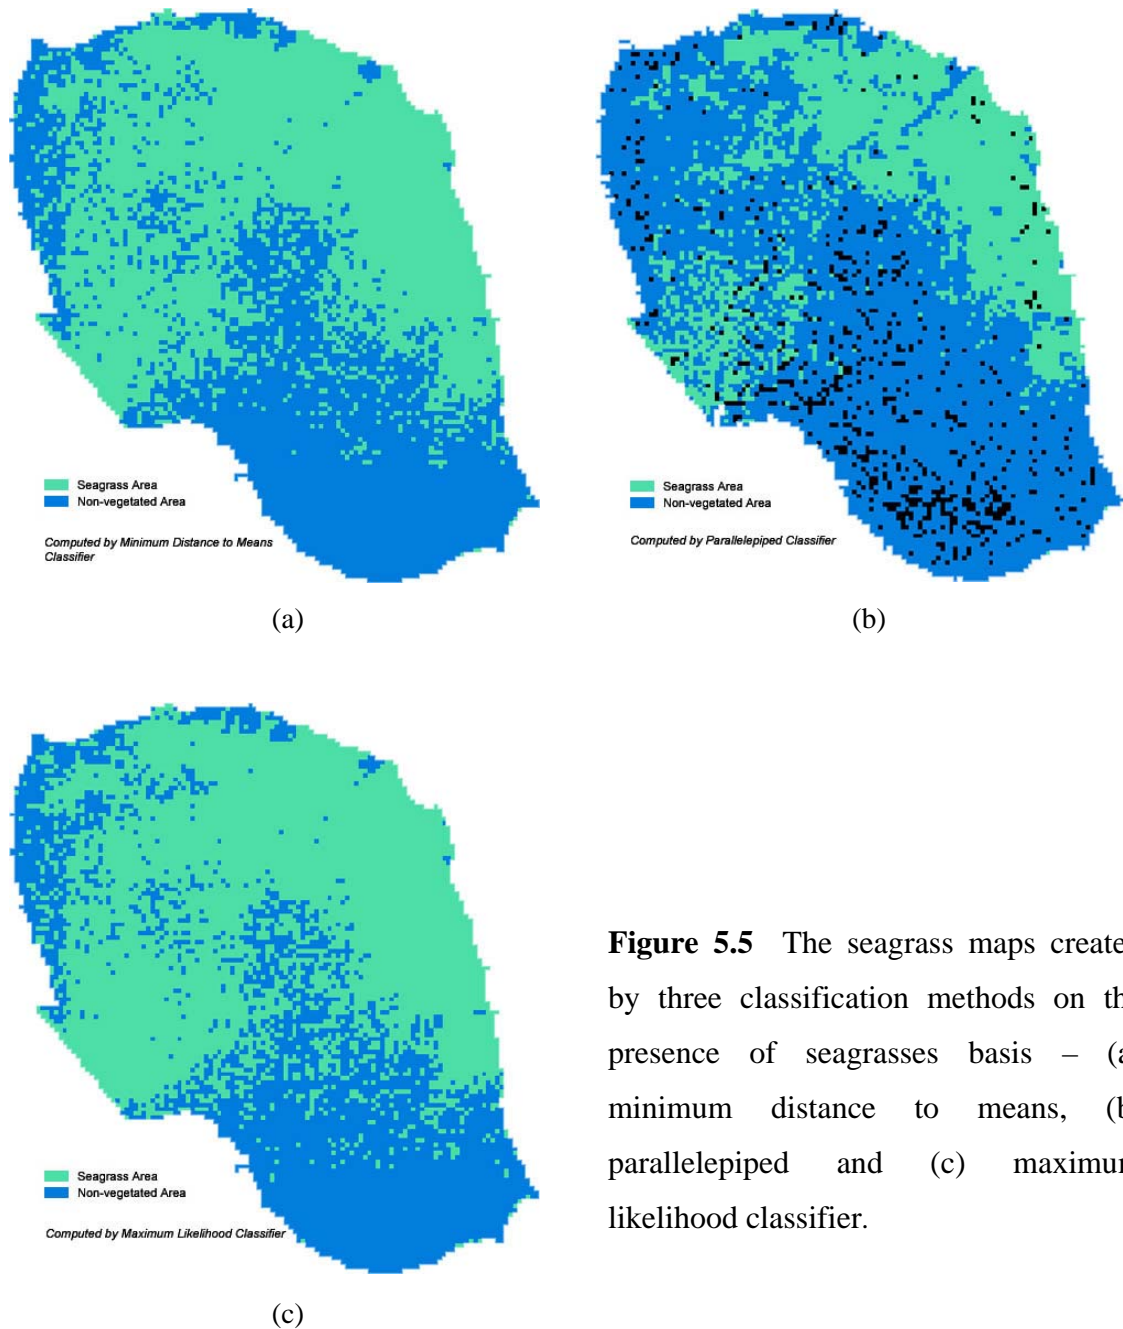 Seagrass Area
Non-vegetated Area
Computed by Minimum Distance to Means
Classifier
(a)
Seagrass Area
Non-vegetated Area
Computed by Parallelepiped Classifier
(b)
Seagrass Area
Non-vegetated Area
Computed by Maximum Likelihood Classifier
(c)
Figure 5.5 The seagrass maps create
by three classification methods on th
presence of seagrasses basis – (a
minimum distance to means, (b
parallelepiped and (c) maximum
likelihood classifier.